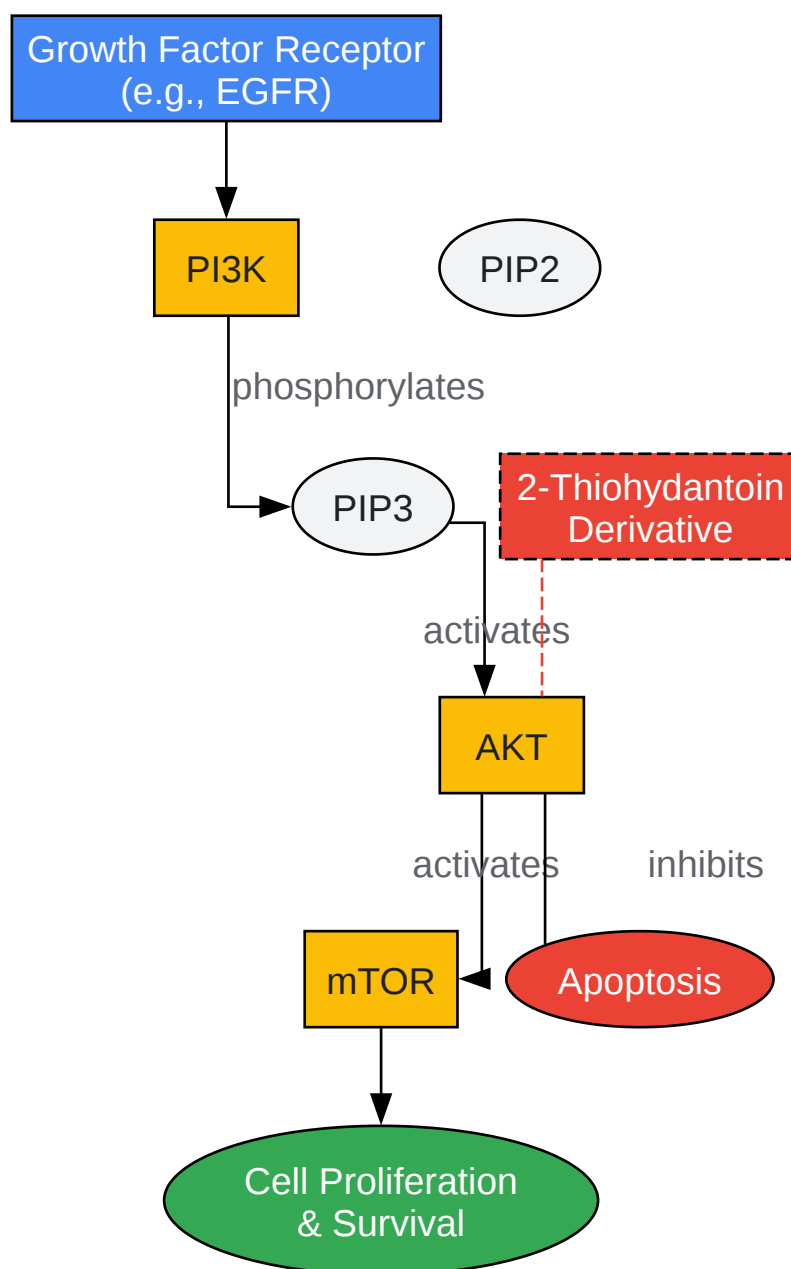 Growth Factor Receptor
(e.g., EGFR)
PI3K
PIP2
phosphorylates
PIP3
2-Thiohydantoin
Derivative
activates
AKT
activates
inhibits
mTOR
Apoptosis
Cell Proliferation
& Survival